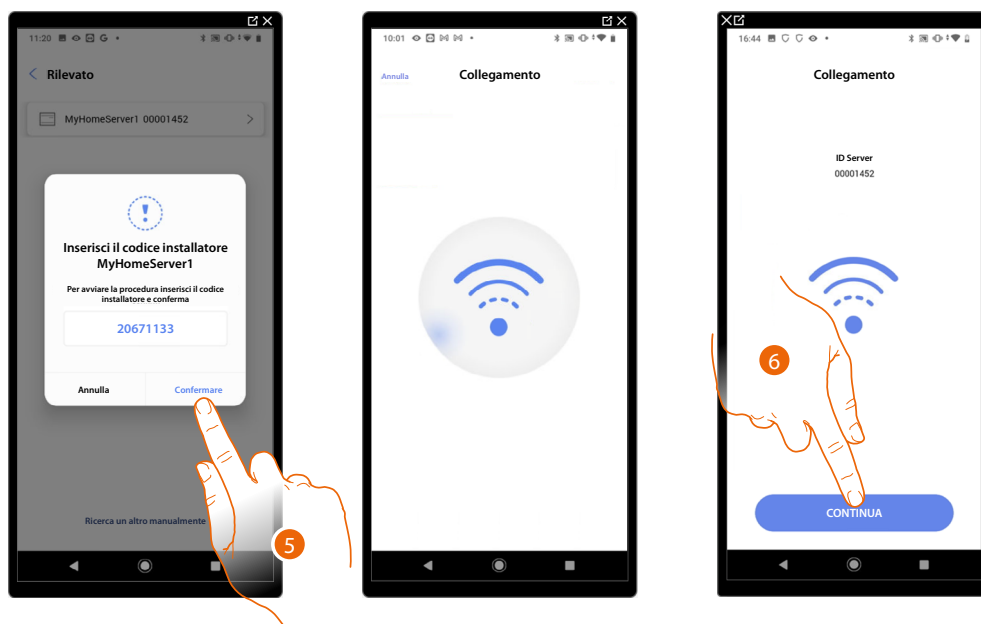 11:20
Rilevato
MyHomeServer1 00001452
Inserisci il codice installatore
MyHomeServer1
Per avviare la procedura inserisci il codice
installatore e conferma
20671133
Annulla
Confermare
Ricerca un altro manualmente
5
10:01
Annulla
Collegamento
16:44
Collegamento
ID Server
00001452
6
CONTINUA